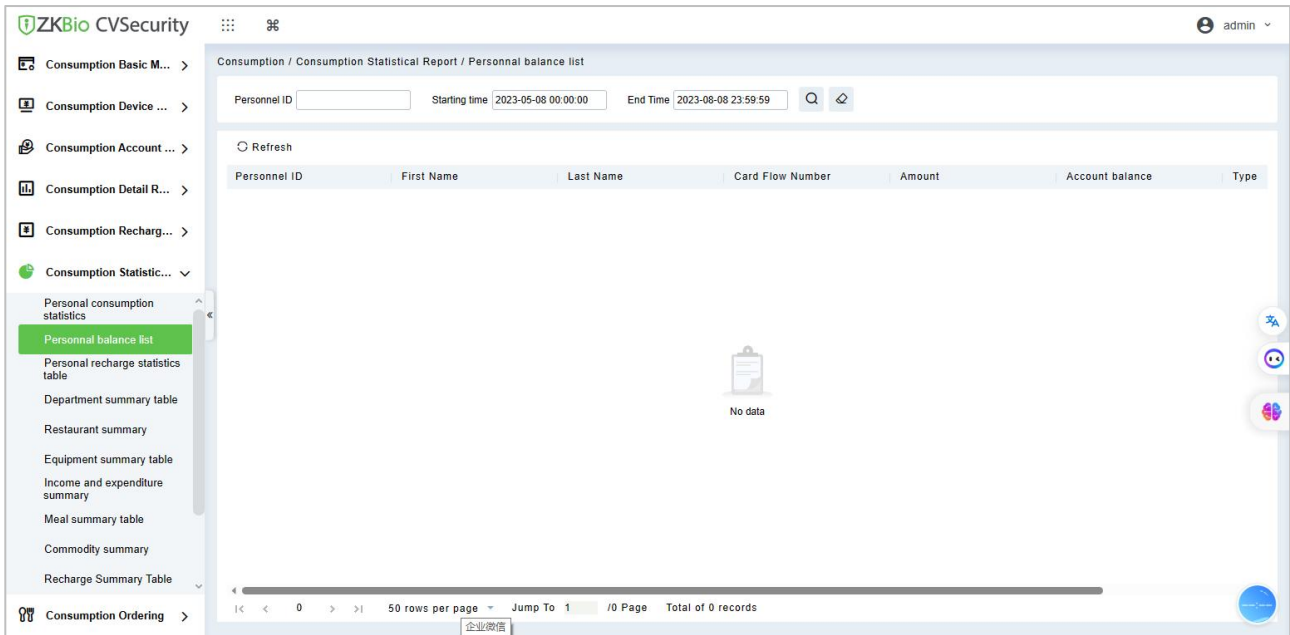 ZKBio CVSecurity
admin
Consumption Basic M...
Consumption Device ...
Consumption Account ...
Consumption Detail R...
Consumption Recharg...
Consumption Statistic...
Personal consumption
statistics
Personnal balance list
Personal recharge statistics
table
Department summary table
Restaurant summary
Equipment summary table
Income and expenditure
summary
Meal summary table
Commodity summary
Recharge Summary Table
Consumption Ordering
Consumption / Consumption Statistical Report / Personnal balance list
Personnel ID Starting time 2023-05-08 00:00:00 End Time 2023-08-08 23:59:59
Refresh
Personnel ID First Name Last Name Card Flow Number Amount Account balance Type
No data
0 50 rows per page Jump To 1 /0 Page Total of 0 records
企业微信